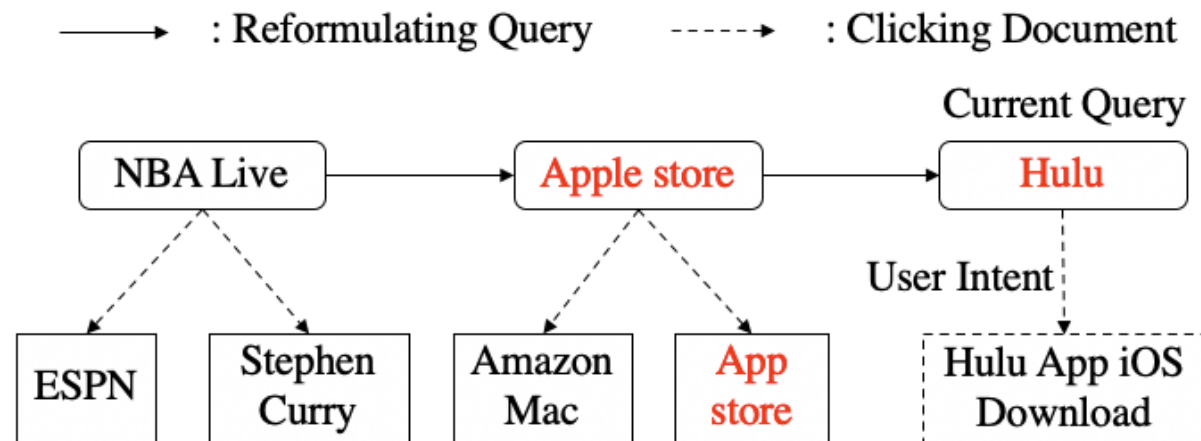 : Reformulating Query
: Clicking Document
Current Query
NBA Live
Apple store
Hulu
User Intent
ESPN
Stephen
Curry
Amazon
Mac
App
store
Hulu App iOS
Download